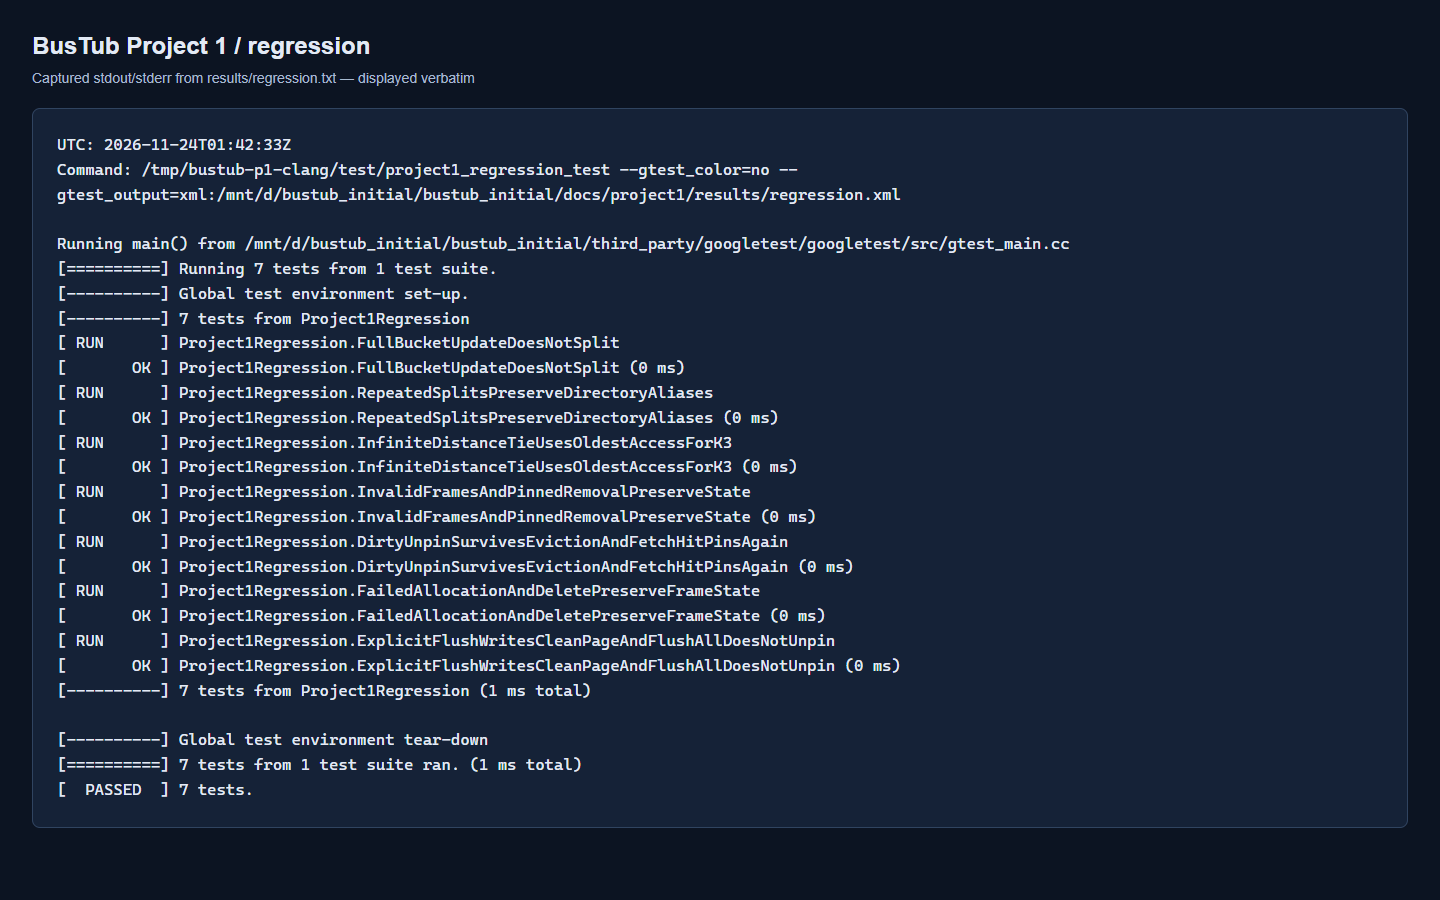 BusTub Project 1 / regression
Captured stdout/stderr from results/regression.txt — displayed verbatim
UTC: 2026-11-24T01:42:33Z
Command: /tmp/bustub-p1-clang/test/project1_regression_test --gtest_color=no --
gtest_output=xml:/mnt/d/bustub_initial/bustub_initial/docs/project1/results/regression.xml
Running main() from /mnt/d/bustub_initial/bustub_initial/third_party/googletest/googletest/src/gtest_main.cc
[==========] Running 7 tests from 1 test suite.
[----------] Global test environment set-up.
[----------] 7 tests from Project1Regression
[ RUN      ] Project1Regression.FullBucketUpdateDoesNotSplit
[       OK ] Project1Regression.FullBucketUpdateDoesNotSplit (0 ms)
[ RUN      ] Project1Regression.RepeatedSplitsPreserveDirectoryAliases
[       OK ] Project1Regression.RepeatedSplitsPreserveDirectoryAliases (0 ms)
[ RUN      ] Project1Regression.InfiniteDistanceTieUsesOldestAccessForK3
[       OK ] Project1Regression.InfiniteDistanceTieUsesOldestAccessForK3 (0 ms)
[ RUN      ] Project1Regression.InvalidFramesAndPinnedRemovalPreserveState
[       OK ] Project1Regression.InvalidFramesAndPinnedRemovalPreserveState (0 ms)
[ RUN      ] Project1Regression.DirtyUnpinSurvivesEvictionAndFetchHitPinsAgain
[       OK ] Project1Regression.DirtyUnpinSurvivesEvictionAndFetchHitPinsAgain (0 ms)
[ RUN      ] Project1Regression.FailedAllocationAndDeletePreserveFrameState
[       OK ] Project1Regression.FailedAllocationAndDeletePreserveFrameState (0 ms)
[ RUN      ] Project1Regression.ExplicitFlushWritesCleanPageAndFlushAllDoesNotUnpin
[       OK ] Project1Regression.ExplicitFlushWritesCleanPageAndFlushAllDoesNotUnpin (0 ms)
[----------] 7 tests from Project1Regression (1 ms total)
[----------] Global test environment tear-down
[==========] 7 tests from 1 test suite ran. (1 ms total)
[  PASSED  ] 7 tests.